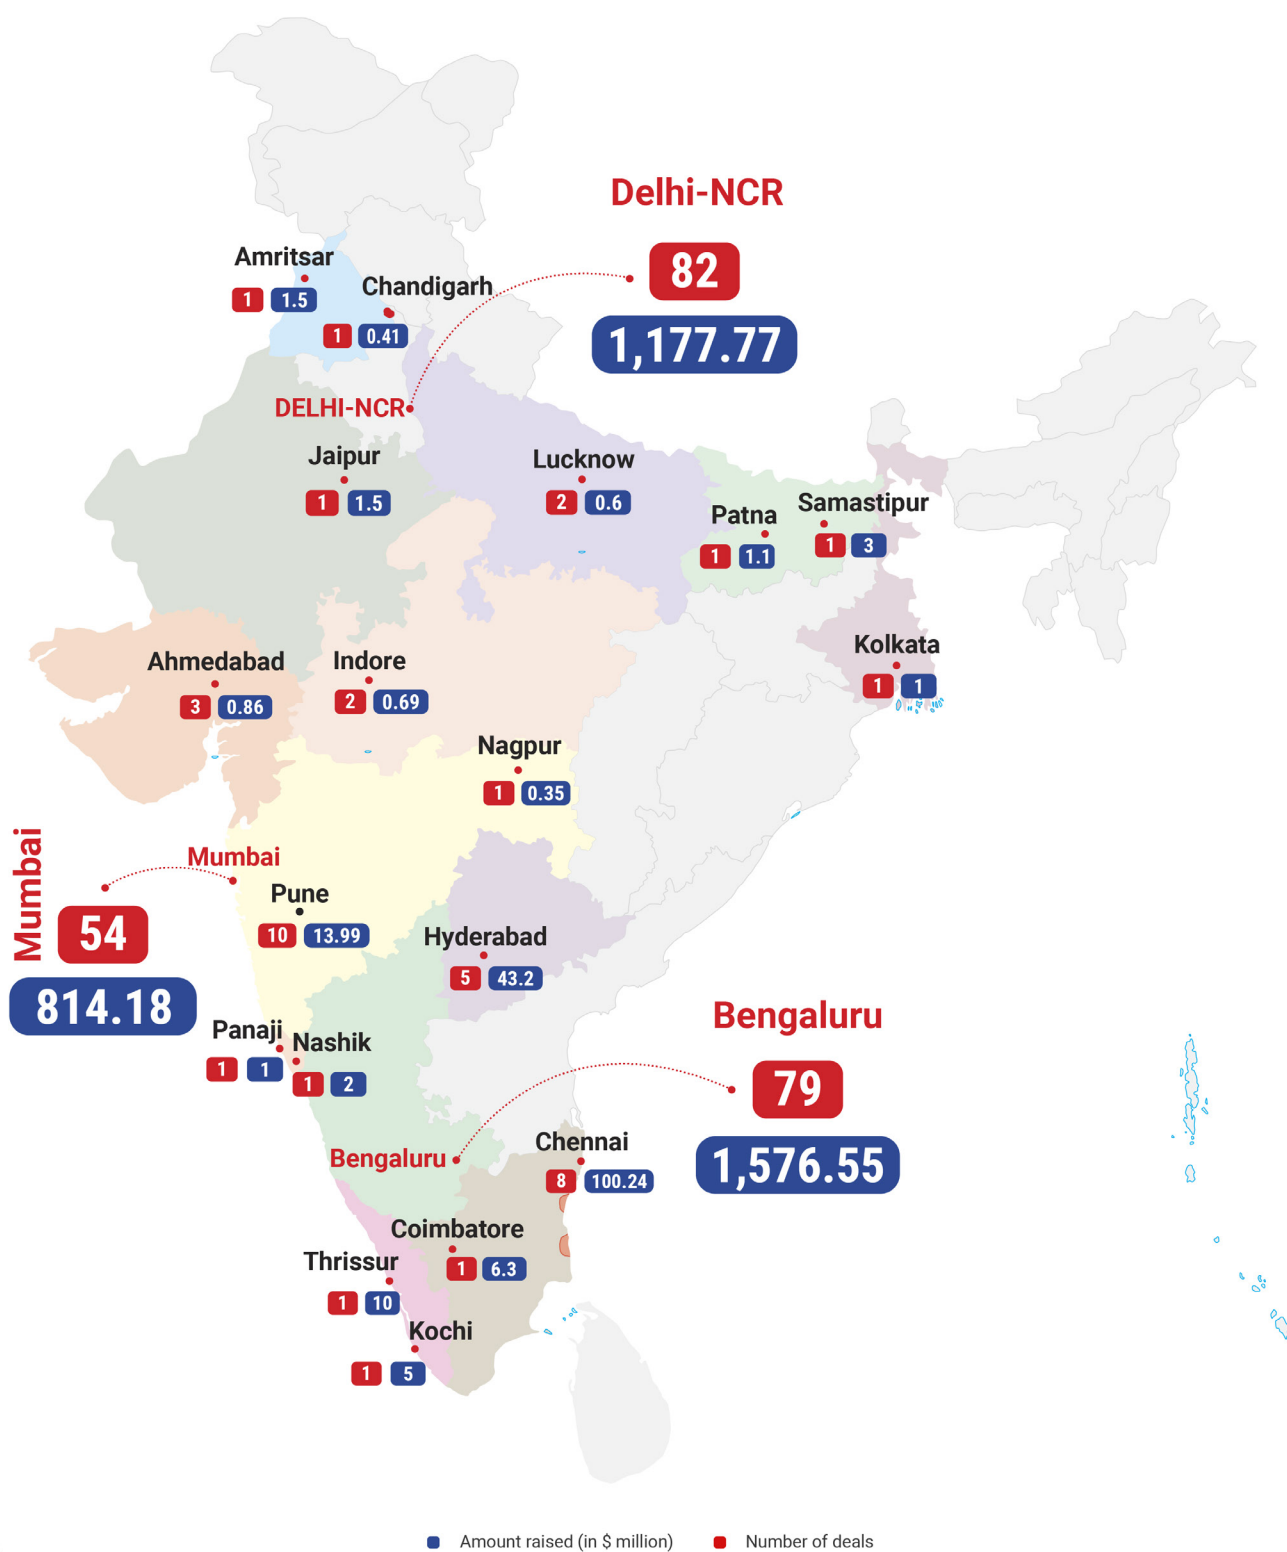 Delhi-NCR
82
1,177.77
Amritsar
1 1.5
Chandigarh
1 0.41
DELHI-NCR
Jaipur
1 1.5
Lucknow
2 0.6
Patna
1 1.1
Samastipur
1 3
Kolkata
1 1
Ahmedabad
3 0.86
Indore
2 0.69
Nagpur
1 0.35
Mumbai
Mumbai
54
814.18
Pune
10 13.99
Hyderabad
5 43.2
Panaji
1 1
Nashik
1 2
Bengaluru
79
1,576.55
Bengaluru
Chennai
8 100.24
Coimbatore
1 6.3
Thrissur
1 10
Kochi
1 5
Amount raised (in $ million) Number of deals